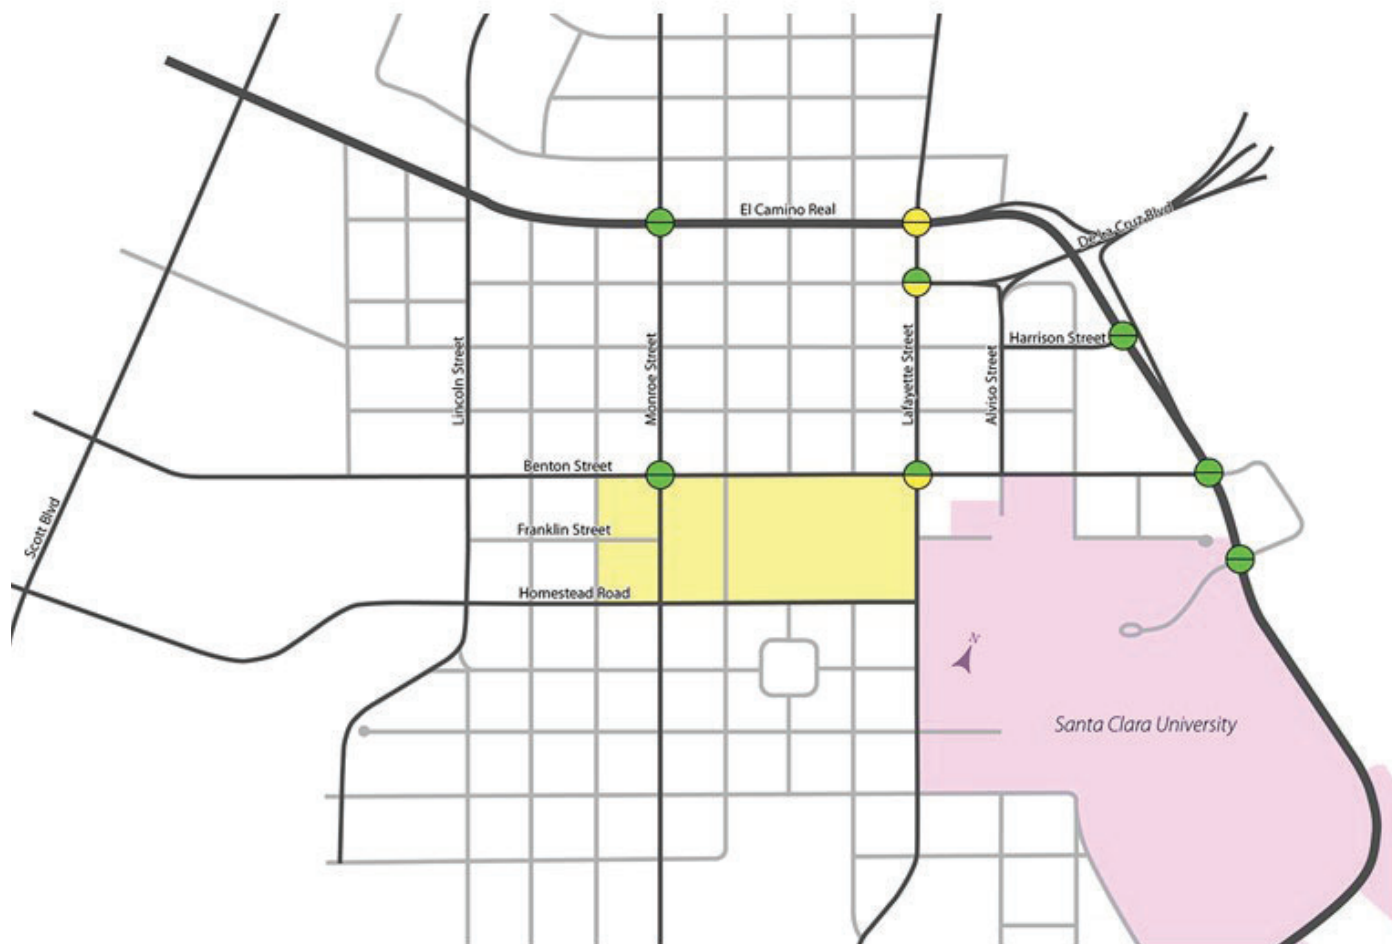 El Camino Real
De La Cruz Blvd
Harrison Street
Lincoln Street
Monroe Street
Lafayette Street
Alviso Street
Benton Street
Scott Blvd
Franklin Street
Homestead Road
N
Santa Clara University